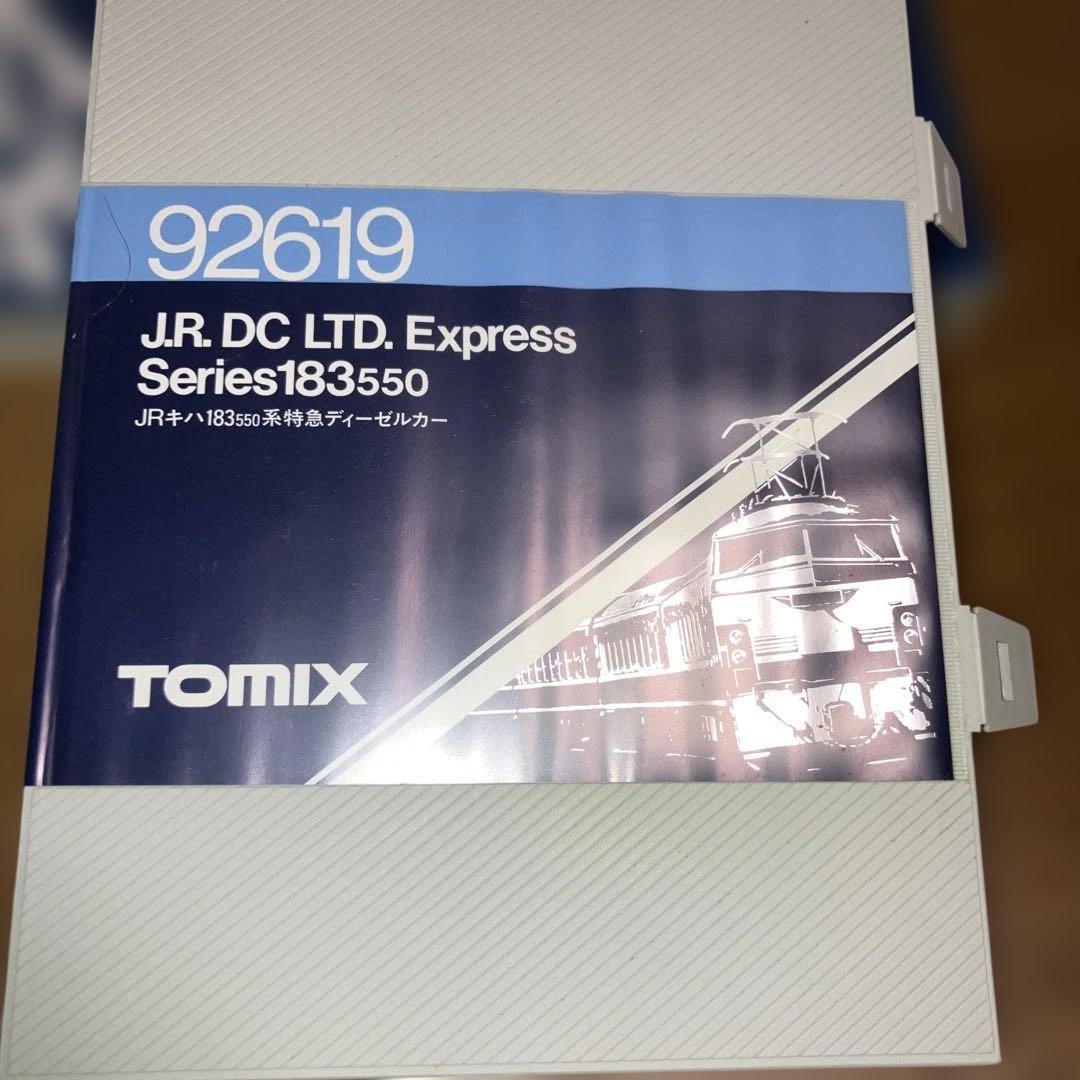 92619
J.R. DC LTD. Express
Series183550
JRキハ183550系特急ディーゼルカー
TOMIX